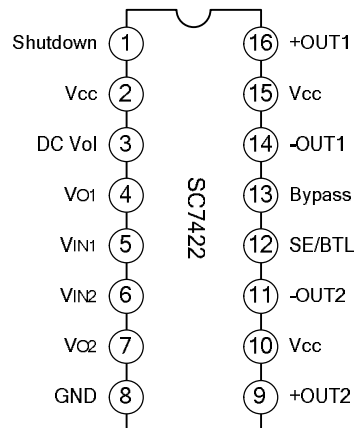 Shutdown 1 16 +OUT1
Vcc 2 15 Vcc
DC Vol 3 14 -OUT1
VO1 4 13 Bypass
SC7422
VIN1 5 12 SE/BTL
VIN2 6 11 -OUT2
VO2 7 10 Vcc
GND 8 9 +OUT2